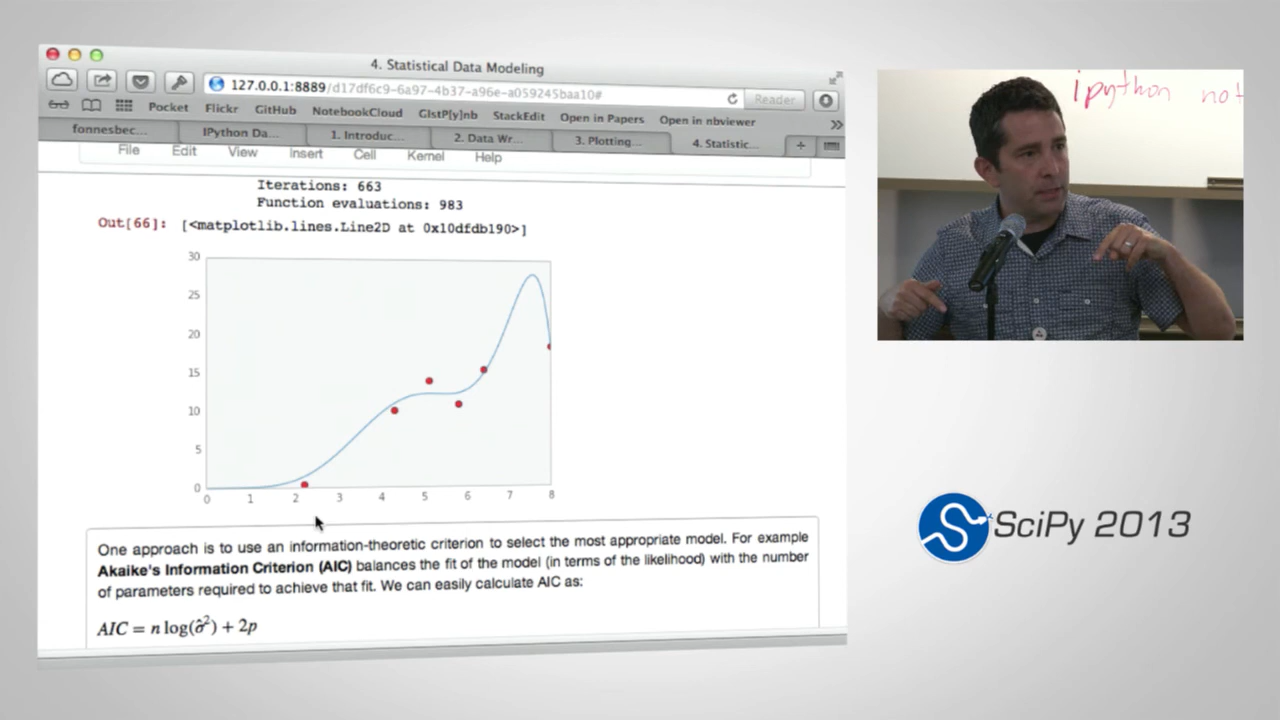 4. Statistical Data Modeling
127.0.0.1:8889/d17df6c9-6a97-4b37-a96e-a059245baa10#
Reader
Pocket Flickr GitHub NotebookCloud GistP[y]nb StackEdit Open in Papers Open in nbviewer »
fonnesbec... IPython Da... 1. Introduc... 2. Data Wr... 3. Plotting... 4. Statistic... +
File Edit View Insert Cell Kernel Help
Iterations: 663
Function evaluations: 983
Out[66]: [<matplotlib.lines.Line2D at 0x10dfdb190>]
30
25
20
15
10
5
0
0 1 2 3 4 5 6 7 8
One approach is to use an information-theoretic criterion to select the most appropriate model. For example
Akaike's Information Criterion (AIC) balances the fit of the model (in terms of the likelihood) with the number
of parameters required to achieve that fit. We can easily calculate AIC as:
AIC = n log(σ̂²) + 2p
ipython not
SciPy 2013